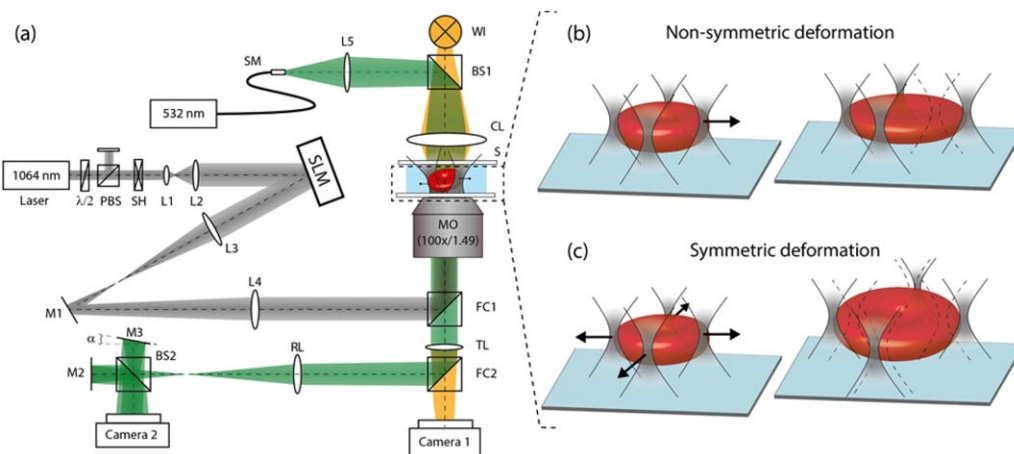 (a)
WI
SM
L5
BS1
532 nm
CL
S
1064 nm
Laser
λ/2
PBS
SH
L1
L2
SLM
MO
(100x/1.49)
L3
L4
M1
FC1
α
M3
BS2
RL
TL
M2
FC2
Camera 2
Camera 1
(b)
Non-symmetric deformation
(c)
Symmetric deformation